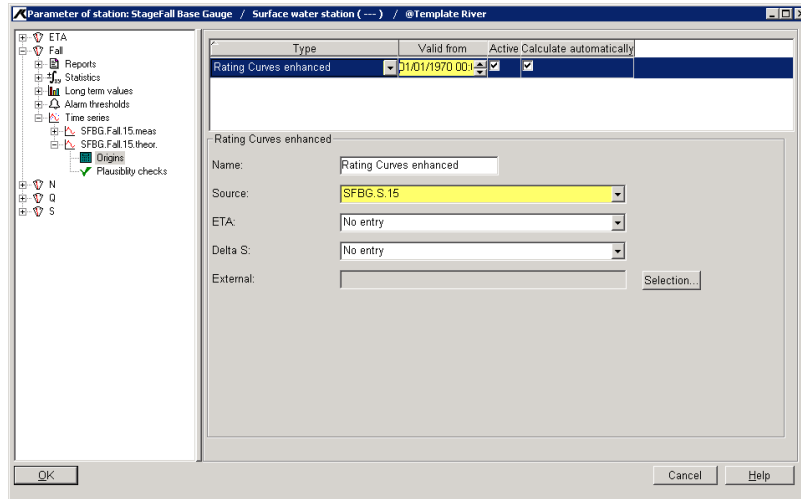 Parameter of station: StageFall Base Gauge / Surface water station ( --- ) / @Template River
ETA
Fall
Reports
Statistics
Long term values
Alarm thresholds
Time series
SFBG.Fall.15.meas
SFBG.Fall.15.theor.
Origins
Plausiblity checks
N
Q
S
Type Valid from Active Calculate automatically
Rating Curves enhanced 01/01/1970 00:
Rating Curves enhanced
Name: Rating Curves enhanced
Source: SFBG.S.15
ETA: No entry
Delta S: No entry
External: Selection...
OK Cancel Help